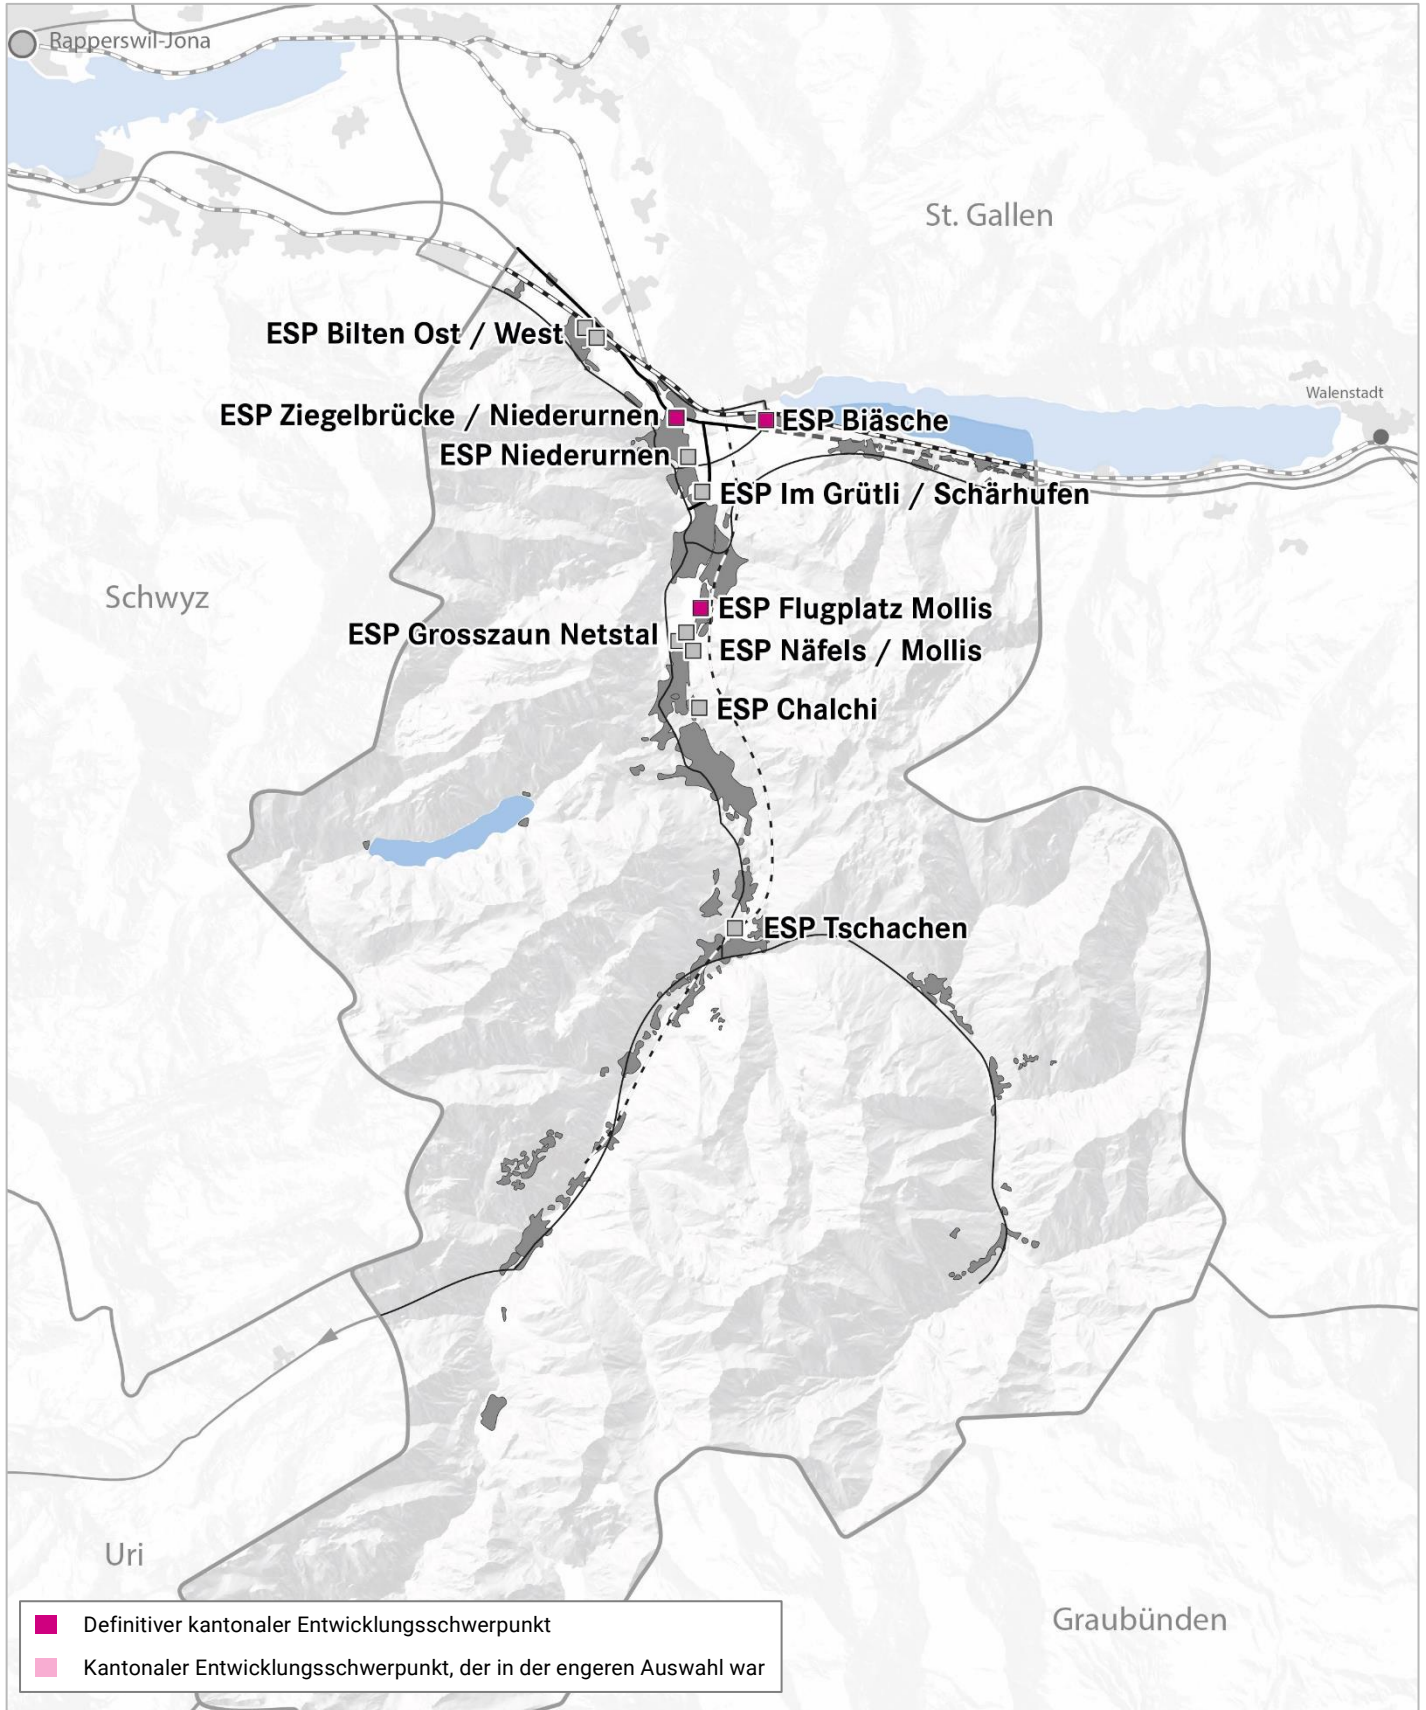 Rapperswil-Jona
St. Gallen
ESP Bilten Ost / West
Walenstadt
ESP Ziegelbrücke / Niederurnen
ESP Biäsche
ESP Niederurnen
ESP Im Grütli / Schärhufen
Schwyz
ESP Flugplatz Mollis
ESP Grosszaun Netstal
ESP Näfels / Mollis
ESP Chalchi
ESP Tschachen
Uri
Graubünden
Definitiver kantonaler Entwicklungsschwerpunkt
Kantonaler Entwicklungsschwerpunkt, der in der engeren Auswahl war